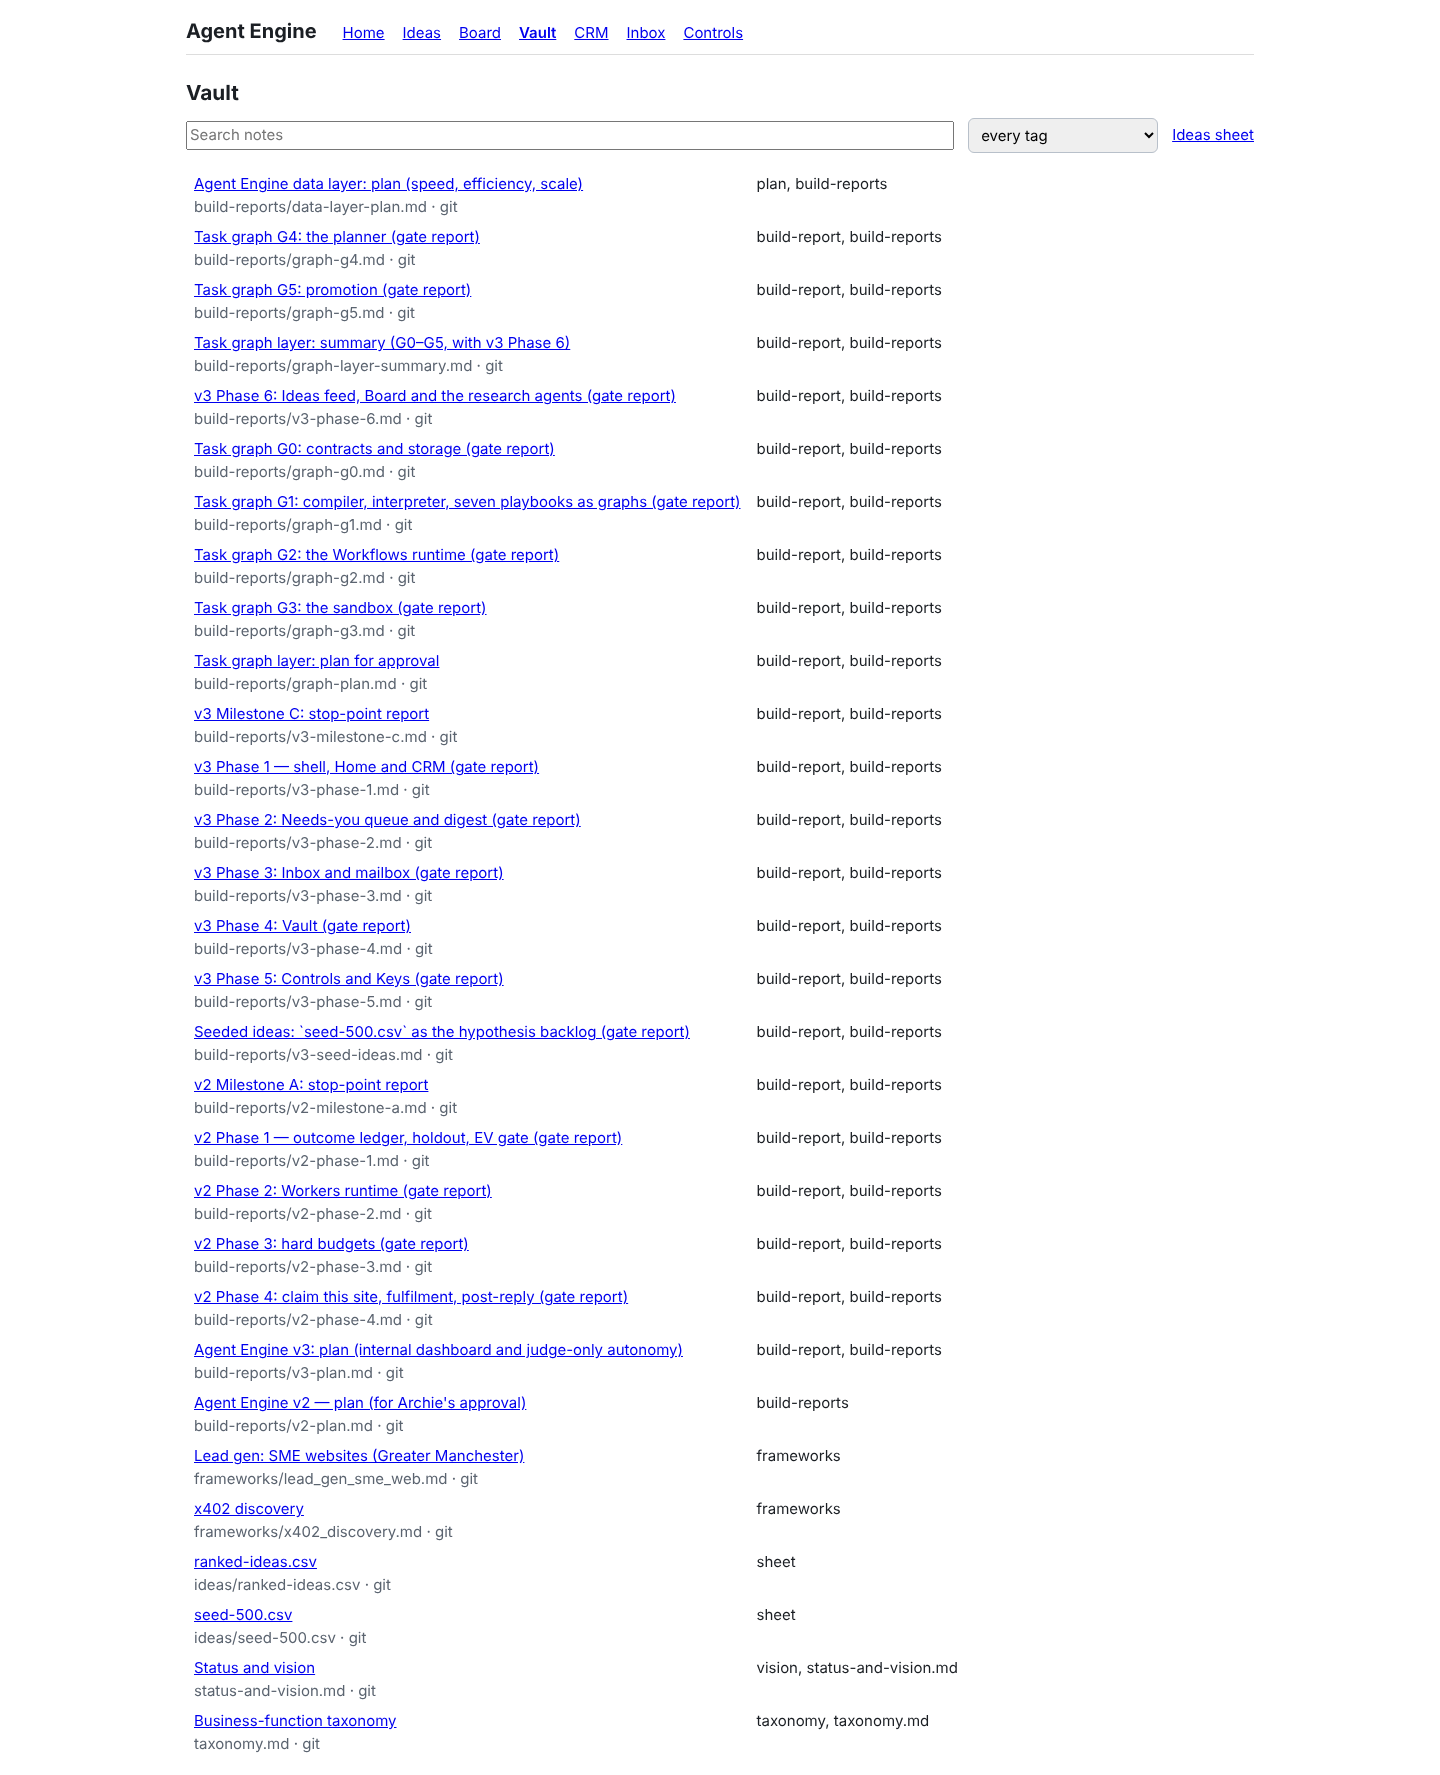 Agent Engine Home Ideas Board Vault CRM Inbox Controls
Vault
Search notes every tag Ideas sheet
Agent Engine data layer: plan (speed, efficiency, scale) plan, build-reports
build-reports/data-layer-plan.md · git
Task graph G4: the planner (gate report) build-report, build-reports
build-reports/graph-g4.md · git
Task graph G5: promotion (gate report) build-report, build-reports
build-reports/graph-g5.md · git
Task graph layer: summary (G0–G5, with v3 Phase 6) build-report, build-reports
build-reports/graph-layer-summary.md · git
v3 Phase 6: Ideas feed, Board and the research agents (gate report) build-report, build-reports
build-reports/v3-phase-6.md · git
Task graph G0: contracts and storage (gate report) build-report, build-reports
build-reports/graph-g0.md · git
Task graph G1: compiler, interpreter, seven playbooks as graphs (gate report) build-report, build-reports
build-reports/graph-g1.md · git
Task graph G2: the Workflows runtime (gate report) build-report, build-reports
build-reports/graph-g2.md · git
Task graph G3: the sandbox (gate report) build-report, build-reports
build-reports/graph-g3.md · git
Task graph layer: plan for approval build-report, build-reports
build-reports/graph-plan.md · git
v3 Milestone C: stop-point report build-report, build-reports
build-reports/v3-milestone-c.md · git
v3 Phase 1 — shell, Home and CRM (gate report) build-report, build-reports
build-reports/v3-phase-1.md · git
v3 Phase 2: Needs-you queue and digest (gate report) build-report, build-reports
build-reports/v3-phase-2.md · git
v3 Phase 3: Inbox and mailbox (gate report) build-report, build-reports
build-reports/v3-phase-3.md · git
v3 Phase 4: Vault (gate report) build-report, build-reports
build-reports/v3-phase-4.md · git
v3 Phase 5: Controls and Keys (gate report) build-report, build-reports
build-reports/v3-phase-5.md · git
Seeded ideas: `seed-500.csv` as the hypothesis backlog (gate report) build-report, build-reports
build-reports/v3-seed-ideas.md · git
v2 Milestone A: stop-point report build-report, build-reports
build-reports/v2-milestone-a.md · git
v2 Phase 1 — outcome ledger, holdout, EV gate (gate report) build-report, build-reports
build-reports/v2-phase-1.md · git
v2 Phase 2: Workers runtime (gate report) build-report, build-reports
build-reports/v2-phase-2.md · git
v2 Phase 3: hard budgets (gate report) build-report, build-reports
build-reports/v2-phase-3.md · git
v2 Phase 4: claim this site, fulfilment, post-reply (gate report) build-report, build-reports
build-reports/v2-phase-4.md · git
Agent Engine v3: plan (internal dashboard and judge-only autonomy) build-report, build-reports
build-reports/v3-plan.md · git
Agent Engine v2 — plan (for Archie's approval) build-reports
build-reports/v2-plan.md · git
Lead gen: SME websites (Greater Manchester) frameworks
frameworks/lead_gen_sme_web.md · git
x402 discovery frameworks
frameworks/x402_discovery.md · git
ranked-ideas.csv sheet
ideas/ranked-ideas.csv · git
seed-500.csv sheet
ideas/seed-500.csv · git
Status and vision vision, status-and-vision.md
status-and-vision.md · git
Business-function taxonomy taxonomy, taxonomy.md
taxonomy.md · git